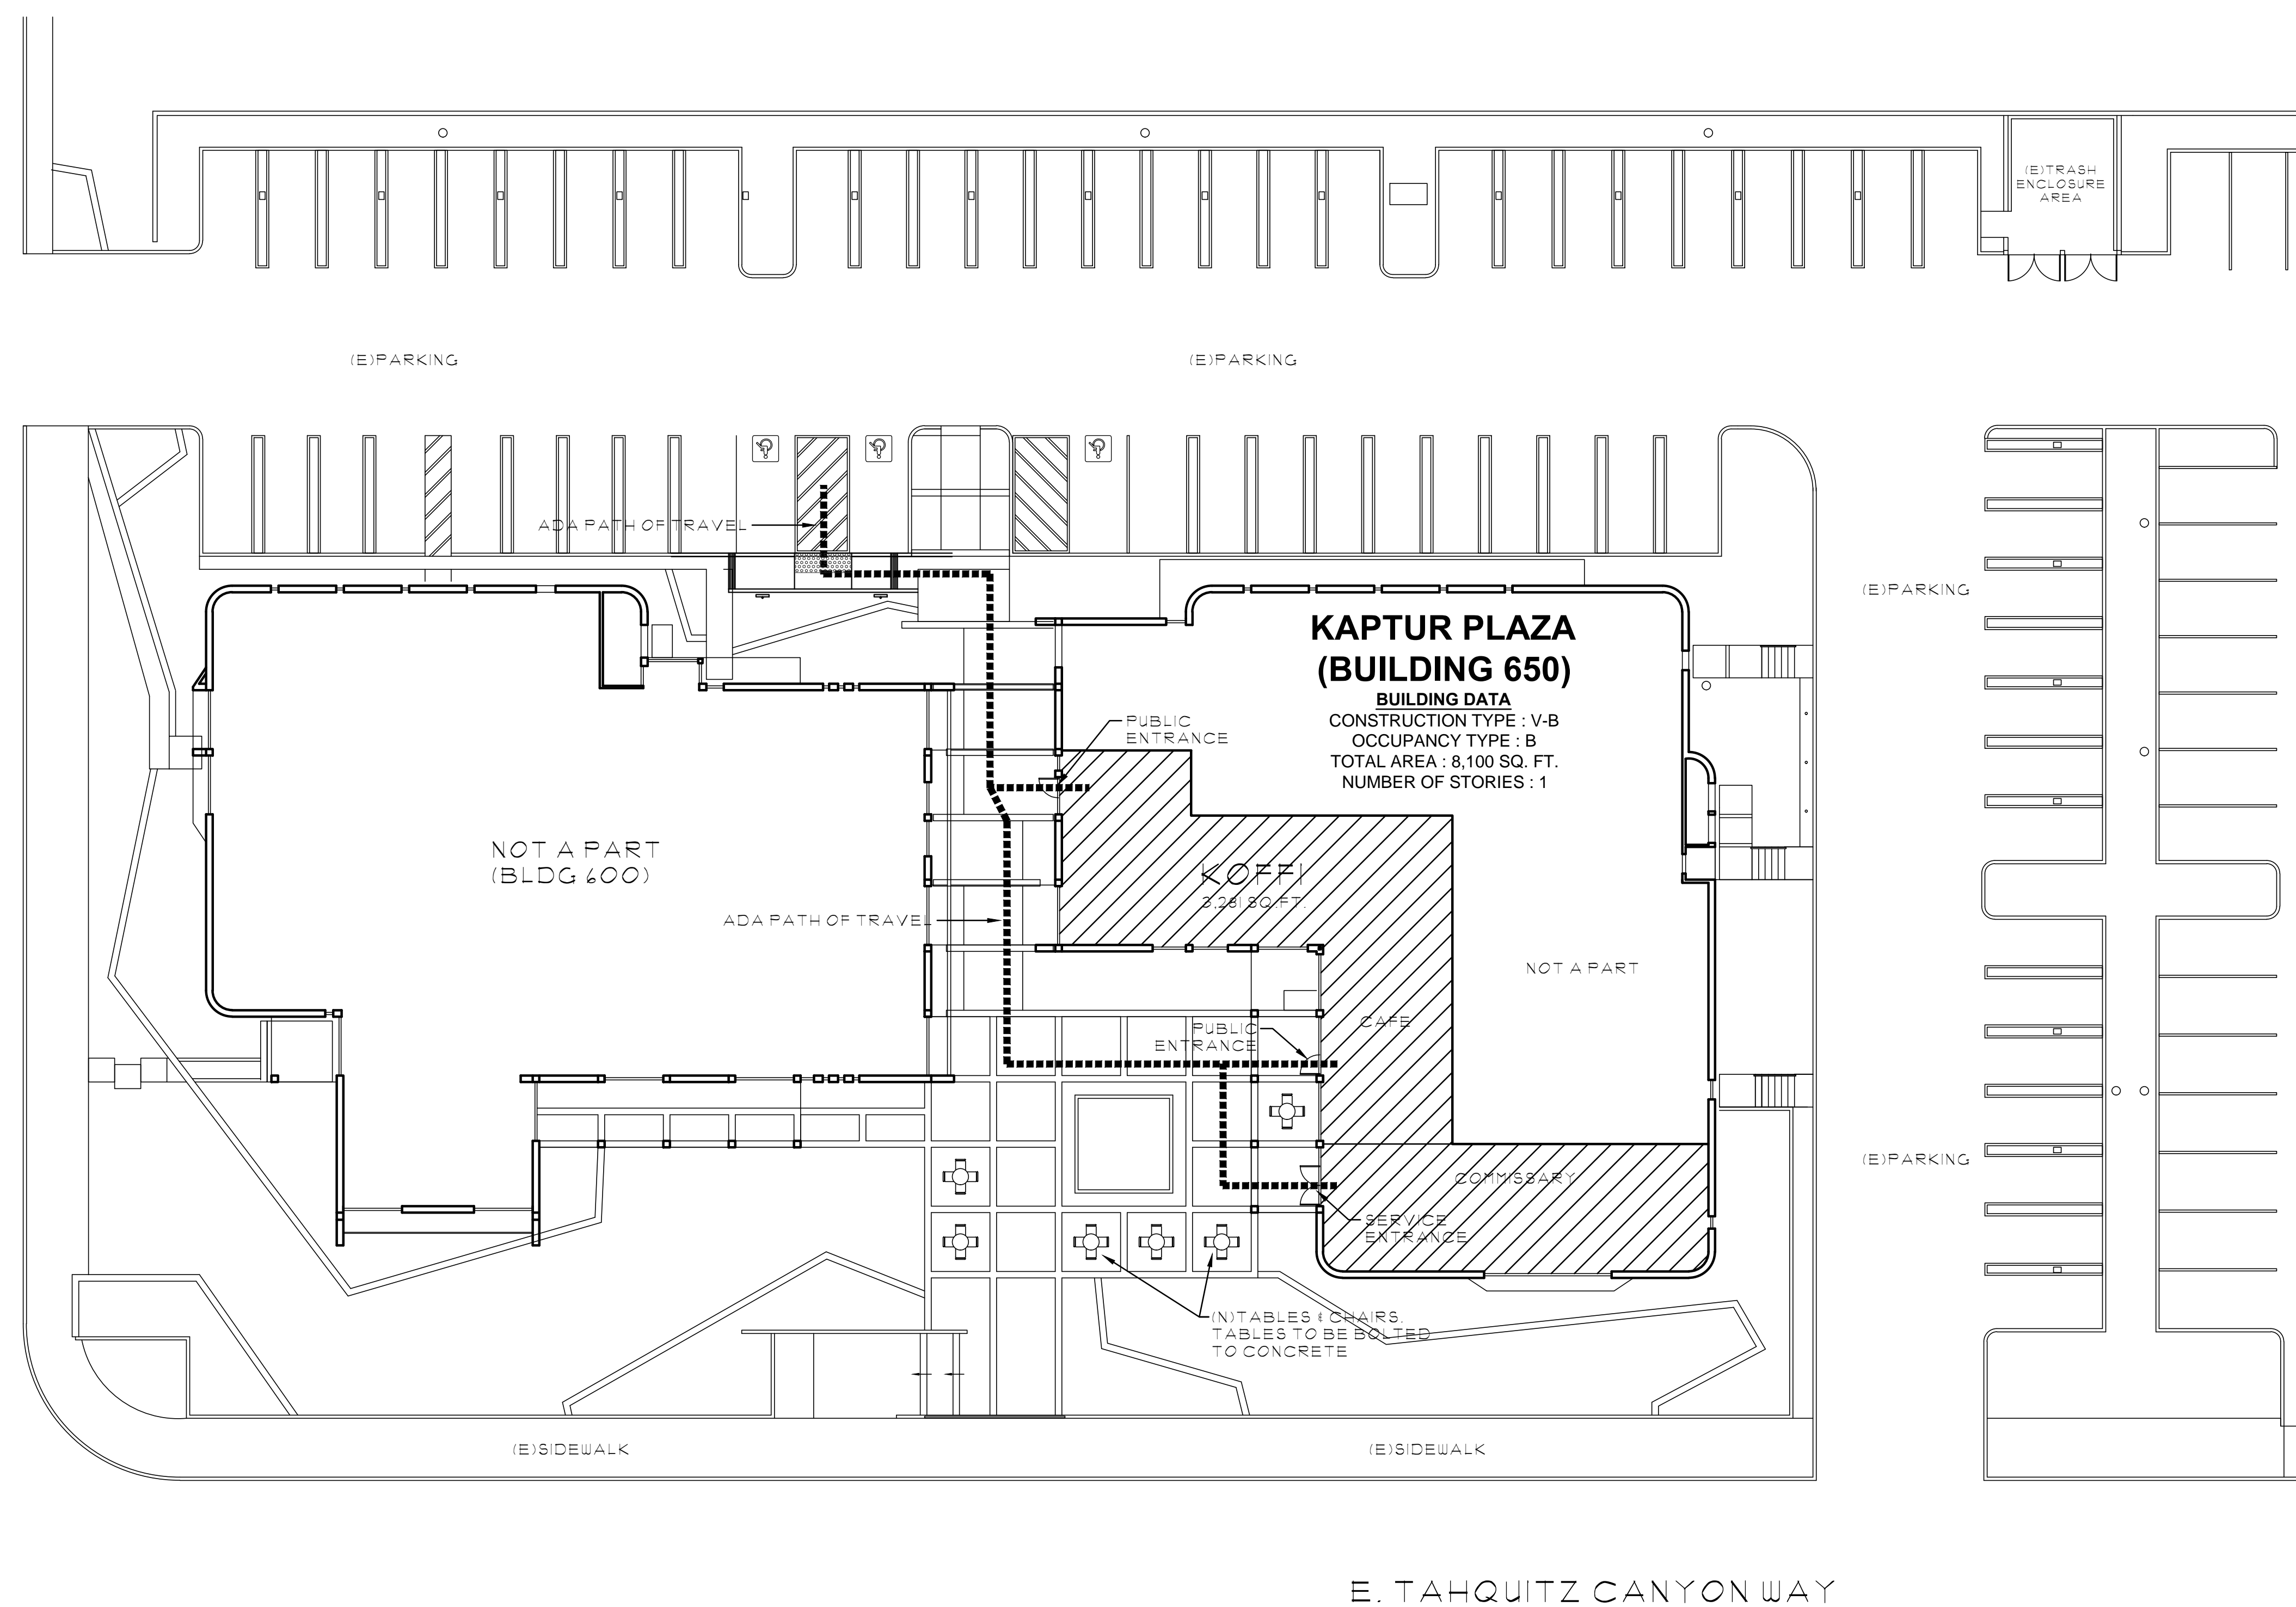 (E)TRASH
ENCLOSURE
AREA
(E)PARKING
(E)PARKING
ADA PATH OF TRAVEL
(E)PARKING
KAPTUR PLAZA
(BUILDING 650)
BUILDING DATA
CONSTRUCTION TYPE : V-B
OCCUPANCY TYPE : B
TOTAL AREA : 8,100 SQ. FT.
NUMBER OF STORIES : 1
PUBLIC
ENTRANCE
NOT A PART
(BLDG 600)
KOFFI
3,281 SQ.FT.
ADA PATH OF TRAVEL
NOT A PART
CAFE
PUBLIC
ENTRANCE
(E)PARKING
COMMISSARY
SERVICE
ENTRANCE
(N)TABLES & CHAIRS.
TABLES TO BE BOLTED
TO CONCRETE
(E)SIDEWALK
(E)SIDEWALK
E. TAHQUITZ CANYON WAY